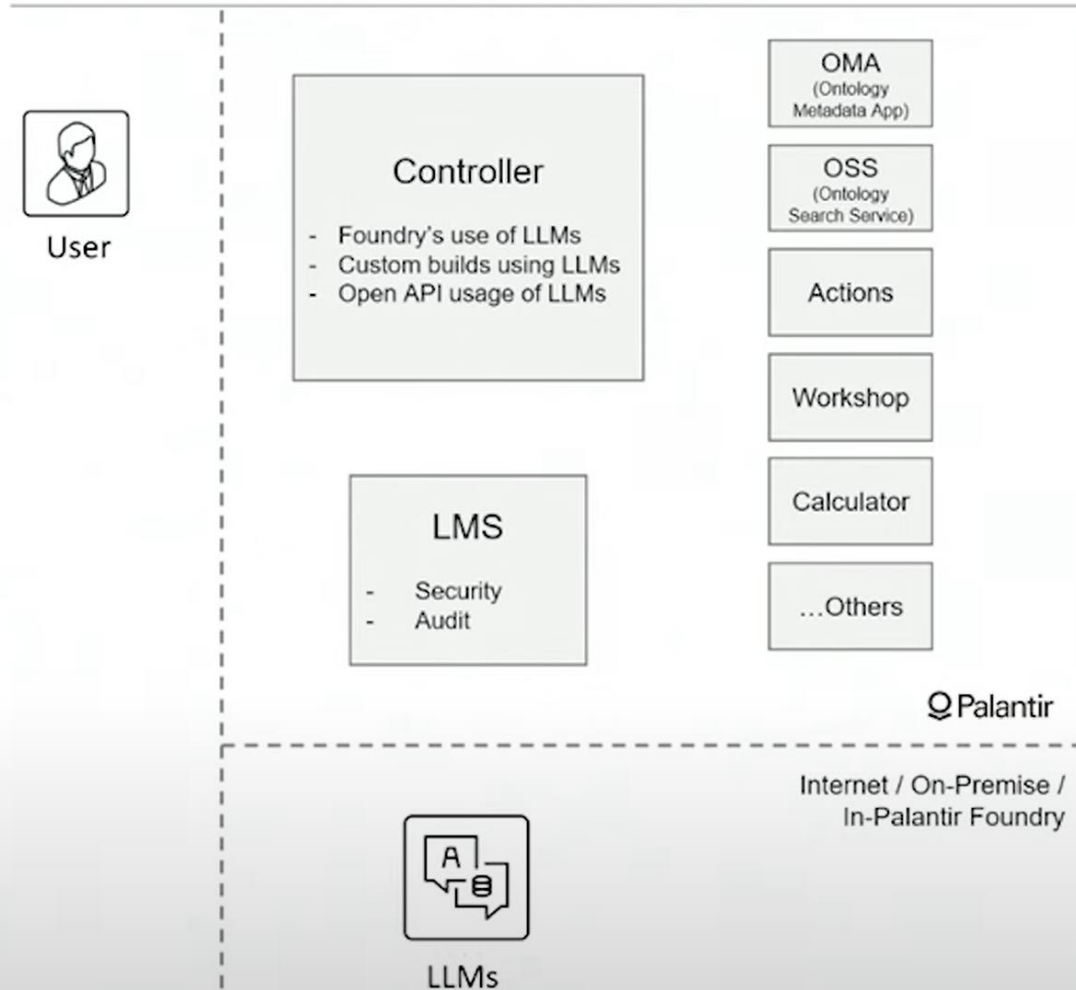 User
Controller
- Foundry's use of LLMs
- Custom builds using LLMs
- Open API usage of LLMs
LMS
- Security
- Audit
OMA
(Ontology
Metadata App)
OSS
(Ontology
Search Service)
Actions
Workshop
Calculator
...Others
Palantir
Internet / On-Premise /
In-Palantir Foundry
A
LLMs